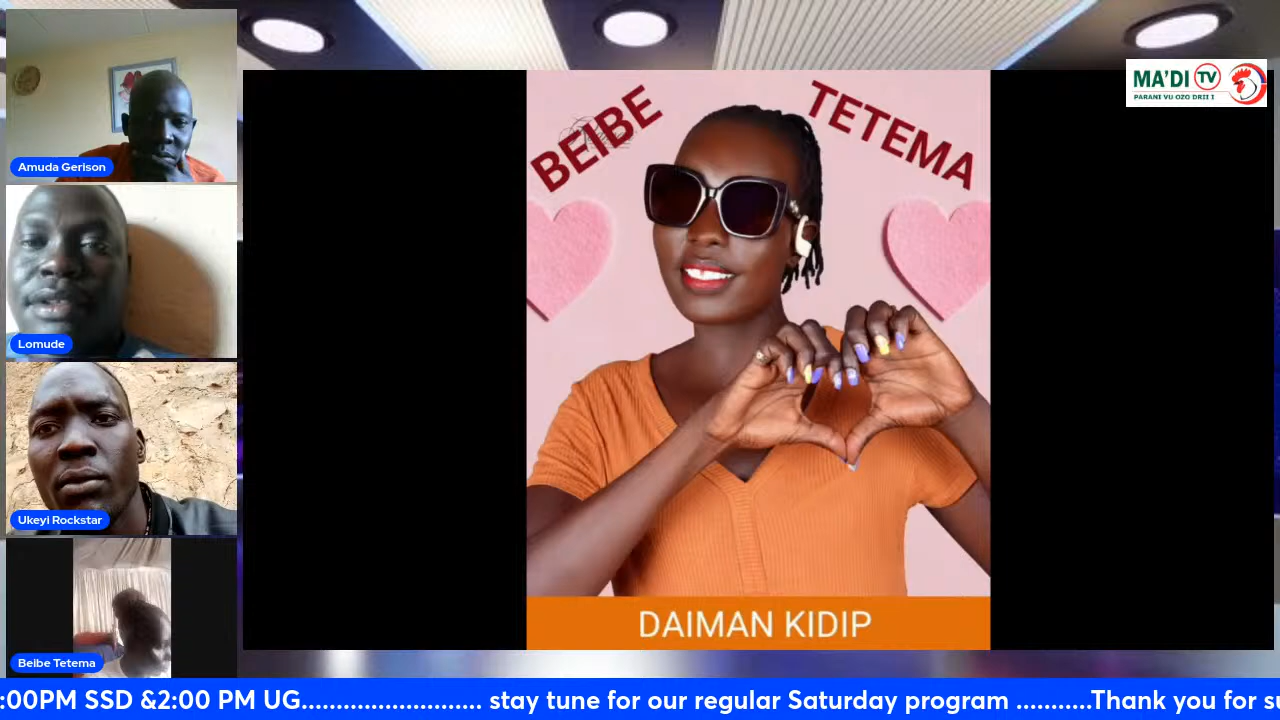 Amuda Gerison
Lomude
Ukeyi Rockstar
Beibe Tetema
BEIBE TETEMA
DAIMAN KIDIP
MA'DI TV
PARANI VU OZO DRII I
:00PM SSD &2:00 PM UG.......................... stay tune for our regular Saturday program ...........Thank you for su